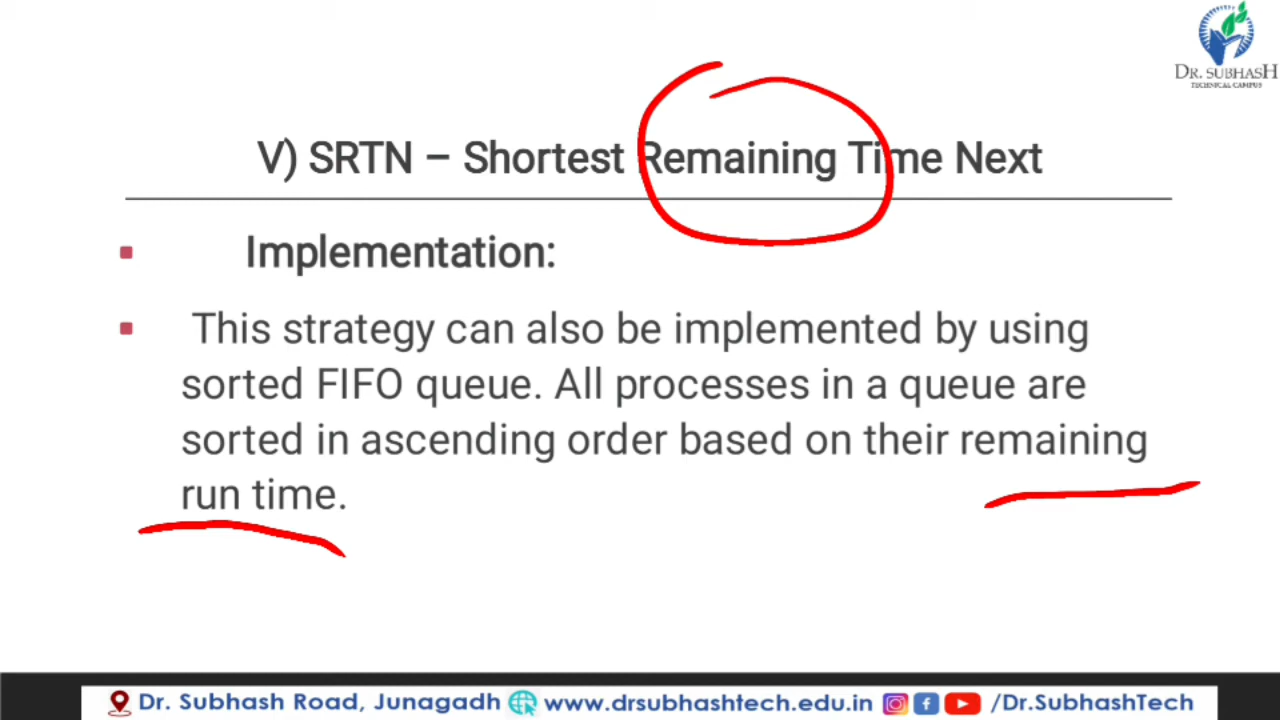 DR. SUBHASH
TECHNICAL CAMPUS
V) SRTN – Shortest Remaining Time Next
Implementation:
This strategy can also be implemented by using
sorted FIFO queue. All processes in a queue are
sorted in ascending order based on their remaining
run time.
Dr. Subhash Road, Junagadh www.drsubhashtech.edu.in /Dr.SubhashTech